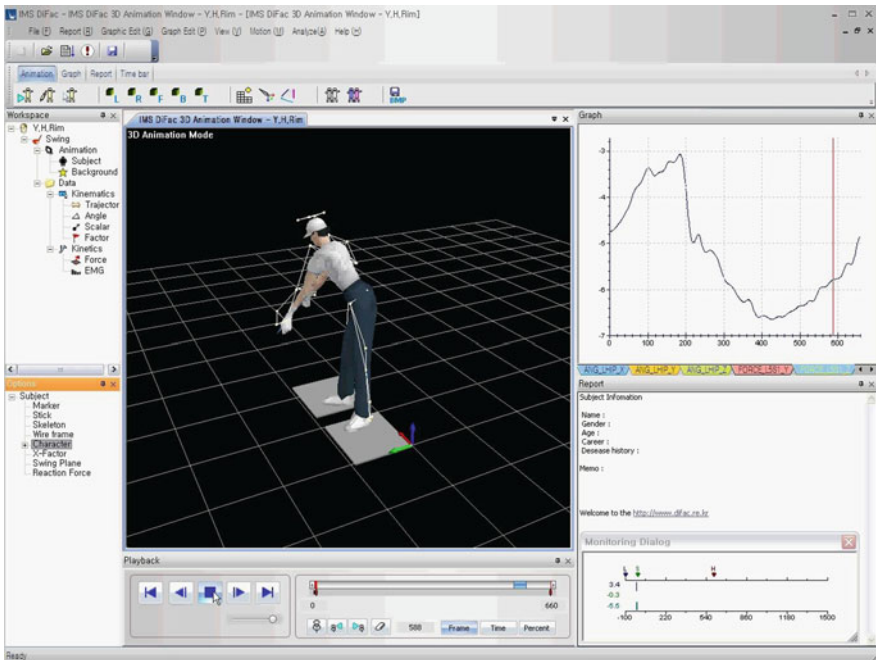 IMS DiFac - IMS DiFac 3D Animation Window - Y,H,Rim - [IMS DiFac 3D Animation Window - Y,H,Rim]
File (F) Report (R) Graphic Edit (G) Graph Edit (P) View (V) Motion (U) Analyze(A) Help (H)
Animation Graph Report Time bar
L R F B T BMP
Workspace
Y,H,Rim
Swing
Animation
Subject
Background
Data
Kinematics
Trajector
Angle
Scalar
Factor
Kinetics
Force
EMG
Options
Subject
Marker
Stick
Skeleton
Wire frame
Character
X-Factor
Swing Plane
Reaction Force
IMS DiFac 3D Animation Window - Y,H,Rim
3D Animation Mode
Playback
0 660
588 Frame Time Percent
Graph
-3
-4
-5
-6
-7
0 100 200 300 400 500 600
ANG_LHIP_X ANG_LHIP_Y ANG_LHIP_Z
Report
Subject Infomation
Name :
Gender :
Age :
Career :
Desease history :
Memo :
Welcome to the http://www.difac.re.kr
Monitoring Dialog
L S H
3.4
-0.3
-5.5
-100 220 540 860 1180 1500
Ready